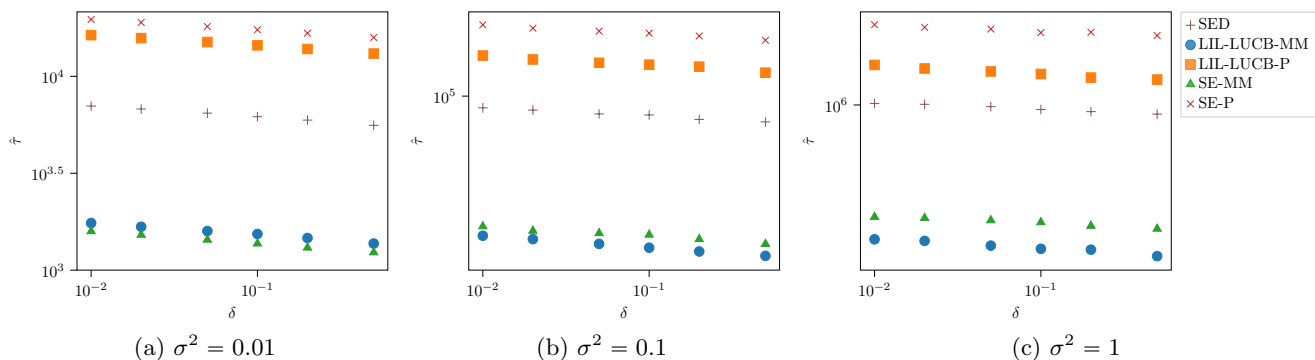 10^4
10^3.5
10^3
τ̂
10^−2
10^−1
δ
(a) σ^2 = 0.01
10^5
τ̂
10^−2
10^−1
δ
(b) σ^2 = 0.1
10^6
τ̂
10^−2
10^−1
δ
(c) σ^2 = 1
SED
LIL-LUCB-MM
LIL-LUCB-P
SE-MM
SE-P